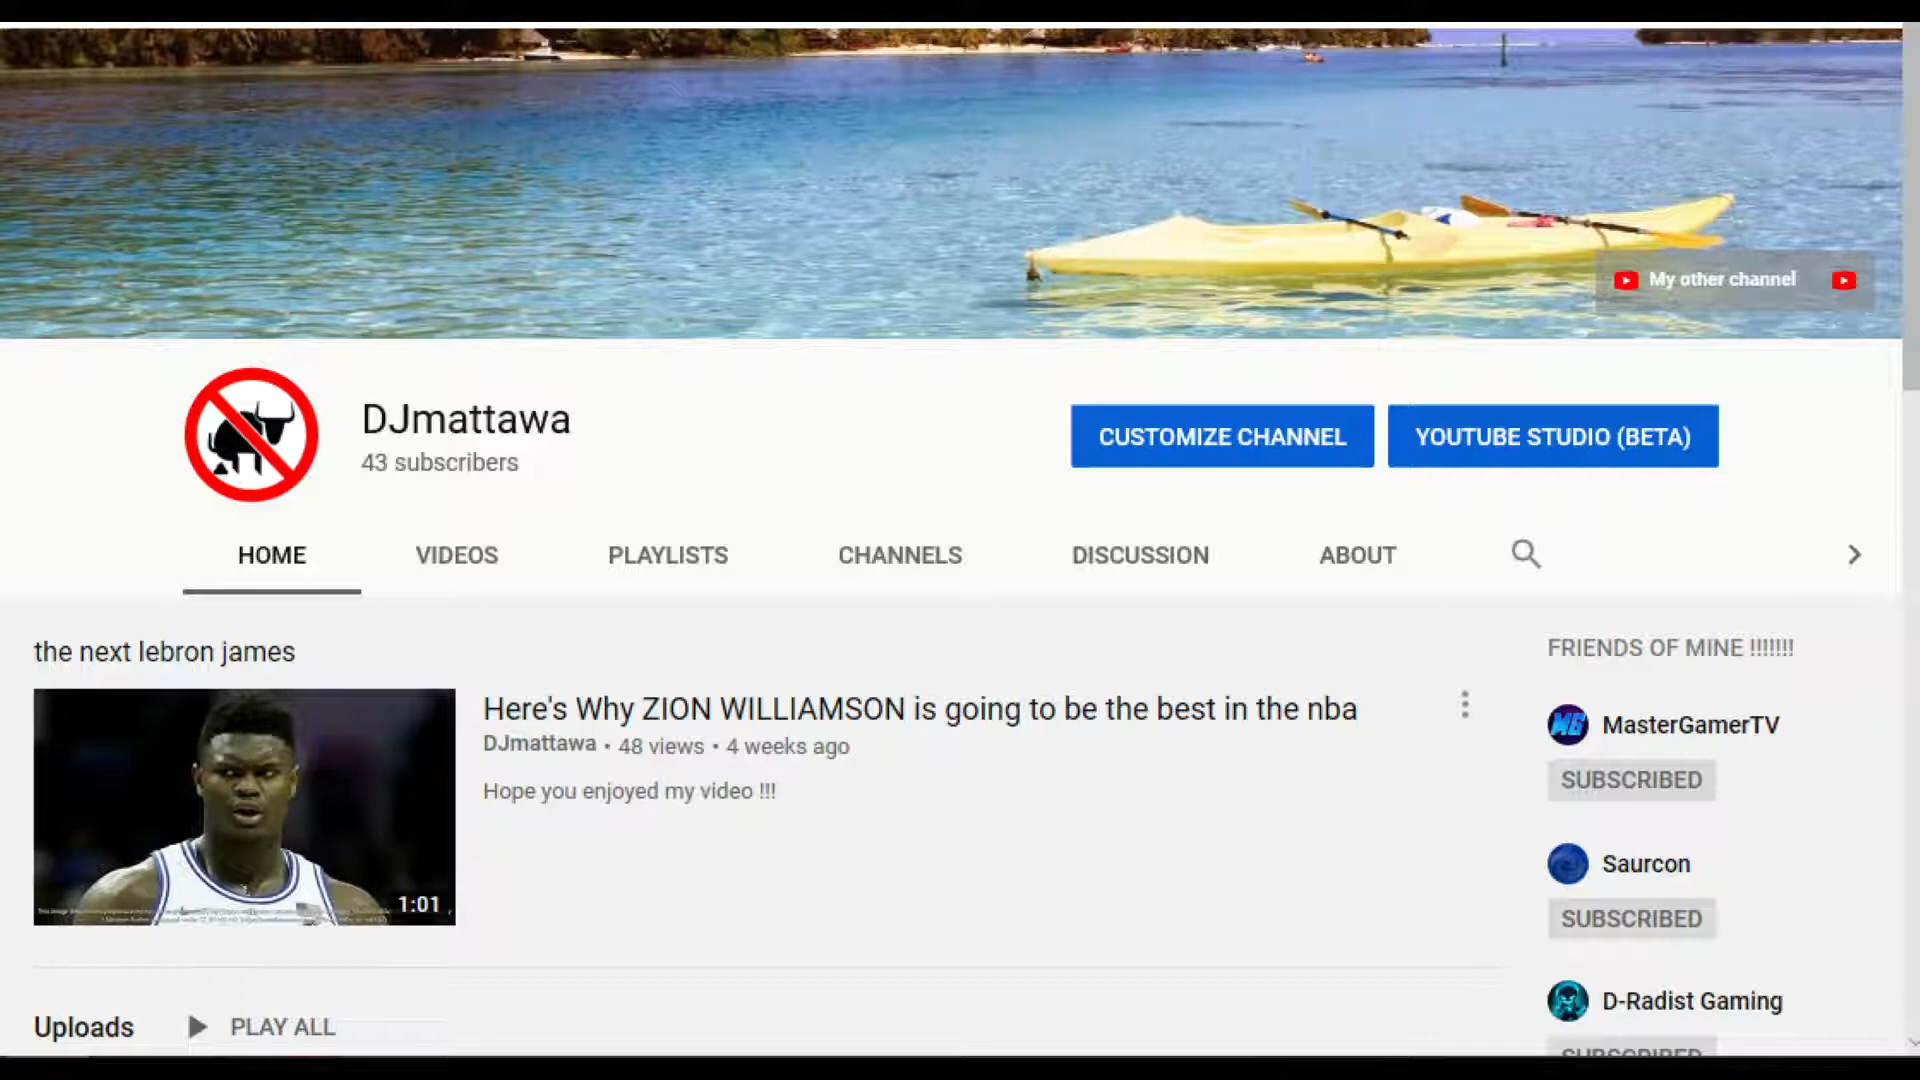 My other channel
DJmattawa
43 subscribers
CUSTOMIZE CHANNEL
YOUTUBE STUDIO (BETA)
HOME
VIDEOS
PLAYLISTS
CHANNELS
DISCUSSION
ABOUT
the next lebron james
Here's Why ZION WILLIAMSON is going to be the best in the nba
DJmattawa • 48 views • 4 weeks ago
Hope you enjoyed my video !!!
1:01
Uploads
PLAY ALL
FRIENDS OF MINE !!!!!!!
MG
MasterGamerTV
SUBSCRIBED
Saurcon
SUBSCRIBED
D-Radist Gaming
SUBSCRIBED